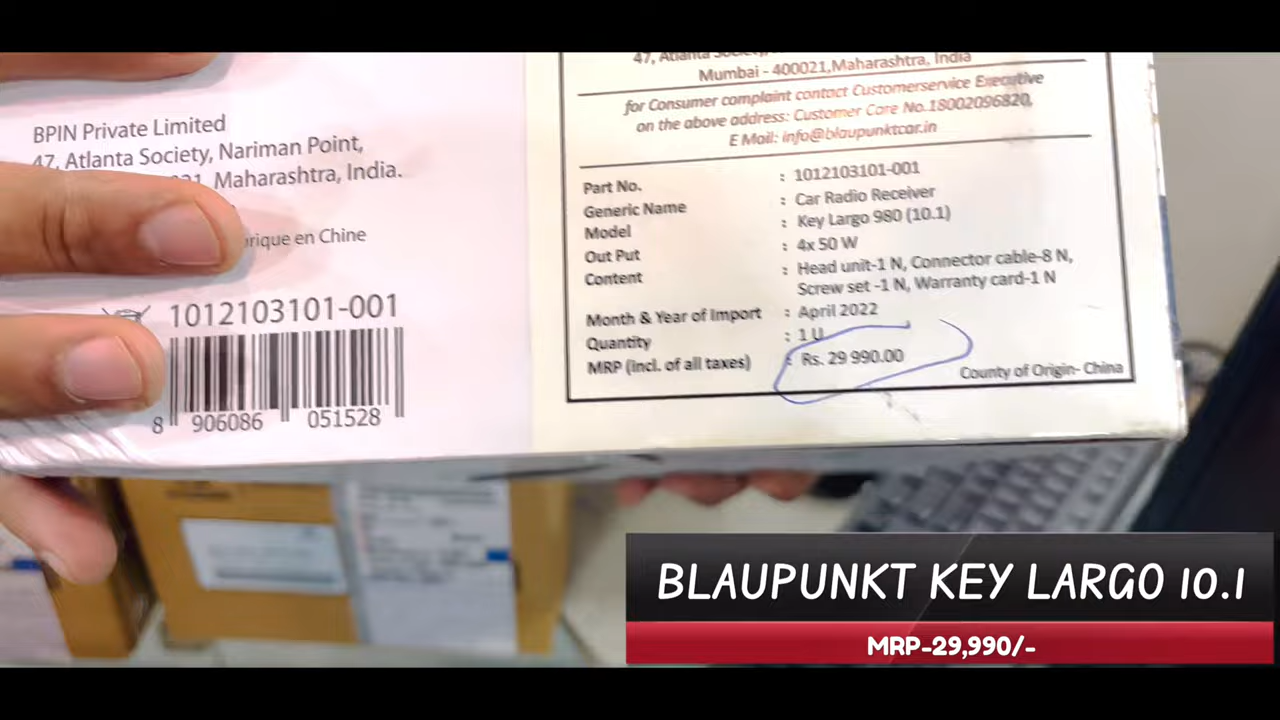 BPIN Private Limited
47, Atlanta Society, Nariman Point,
Maharashtra, India.
en Chine
1012103101-001
8 906086 051528
47, Atlanta Society,
Mumbai - 400021,Maharashtra, India
for Consumer complaint contact Customerservice Executive
on the above address: Customer Care No.18002096820,
E Mail: info@blaupunktcar.in
Part No. : 1012103101-001
Generic Name : Car Radio Receiver
Model : Key Largo 980 (10.1)
Out Put : 4x 50 W
Content : Head unit-1 N, Connector cable-8 N,
Screw set -1 N, Warranty card-1 N
Month & Year of Import : April 2022
Quantity : 1 U
MRP (incl. of all taxes) : Rs. 29 990.00
County of Origin- China
BLAUPUNKT KEY LARGO 10.1
MRP-29,990/-